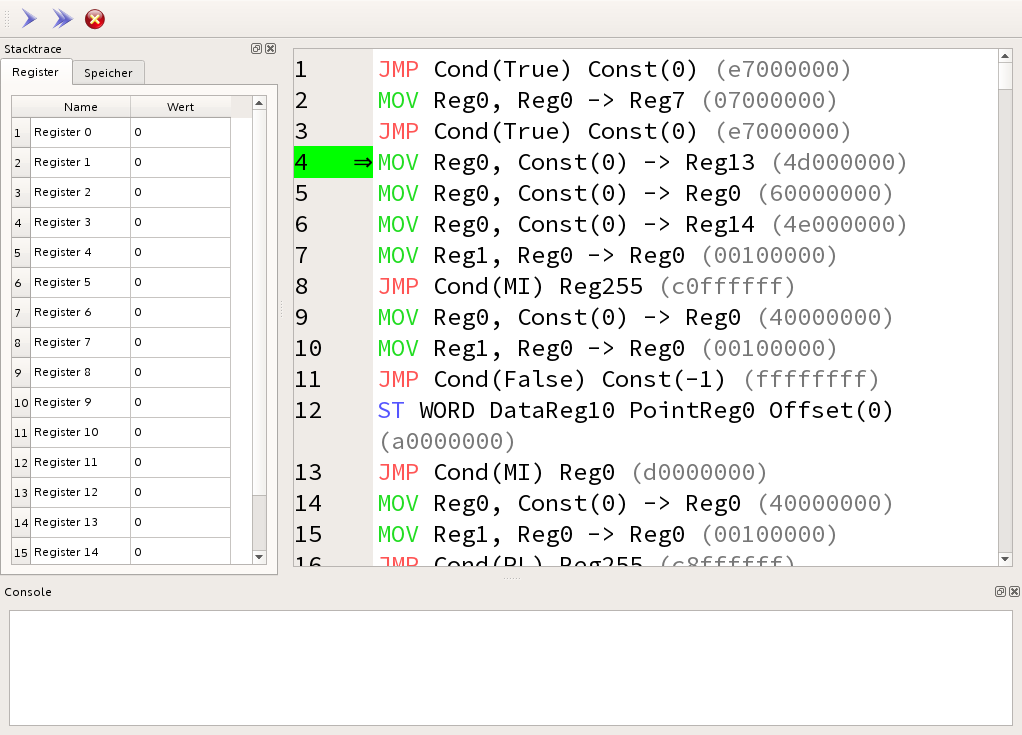 Stacktrace
Register Speicher
Name Wert
1 Register 0 0
2 Register 1 0
3 Register 2 0
4 Register 3 0
5 Register 4 0
6 Register 5 0
7 Register 6 0
8 Register 7 0
9 Register 8 0
10 Register 9 0
11 Register 10 0
12 Register 11 0
13 Register 12 0
14 Register 13 0
15 Register 14 0
1 JMP Cond(True) Const(0) (e7000000)
2 MOV Reg0, Reg0 -> Reg7 (07000000)
3 JMP Cond(True) Const(0) (e7000000)
4 ⇒ MOV Reg0, Const(0) -> Reg13 (4d000000)
5 MOV Reg0, Const(0) -> Reg0 (60000000)
6 MOV Reg0, Const(0) -> Reg14 (4e000000)
7 MOV Reg1, Reg0 -> Reg0 (00100000)
8 JMP Cond(MI) Reg255 (c0ffffff)
9 MOV Reg0, Const(0) -> Reg0 (40000000)
10 MOV Reg1, Reg0 -> Reg0 (00100000)
11 JMP Cond(False) Const(-1) (ffffffff)
12 ST WORD DataReg10 PointReg0 Offset(0)
(a0000000)
13 JMP Cond(MI) Reg0 (d0000000)
14 MOV Reg0, Const(0) -> Reg0 (40000000)
15 MOV Reg1, Reg0 -> Reg0 (00100000)
16 JMP Cond(PL) Reg255 (c8ffffff)
Console